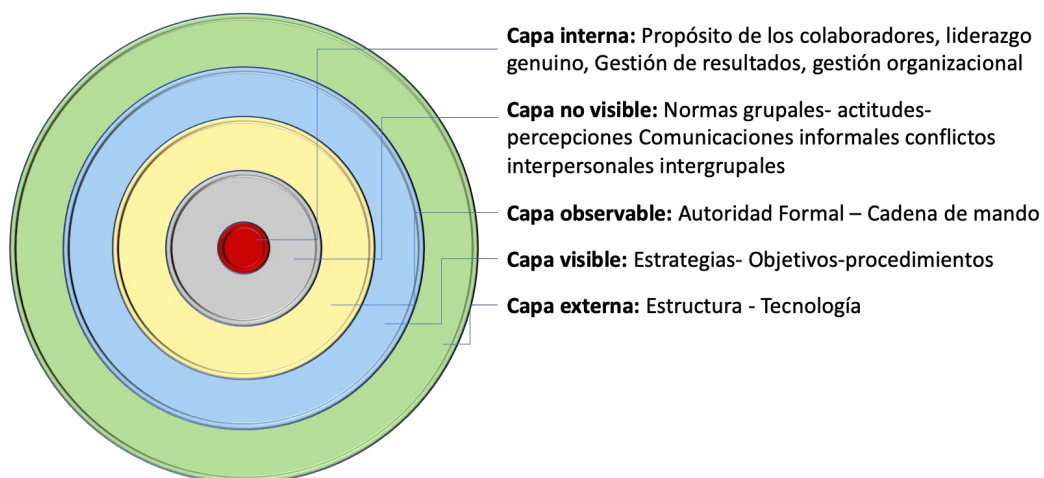 Capa interna: Propósito de los colaboradores, liderazgo
genuino, Gestión de resultados, gestión organizacional
Capa no visible: Normas grupales- actitudes-
percepciones Comunicaciones informales conflictos
interpersonales intergrupales
Capa observable: Autoridad Formal – Cadena de mando
Capa visible: Estrategias- Objetivos-procedimientos
Capa externa: Estructura - Tecnología